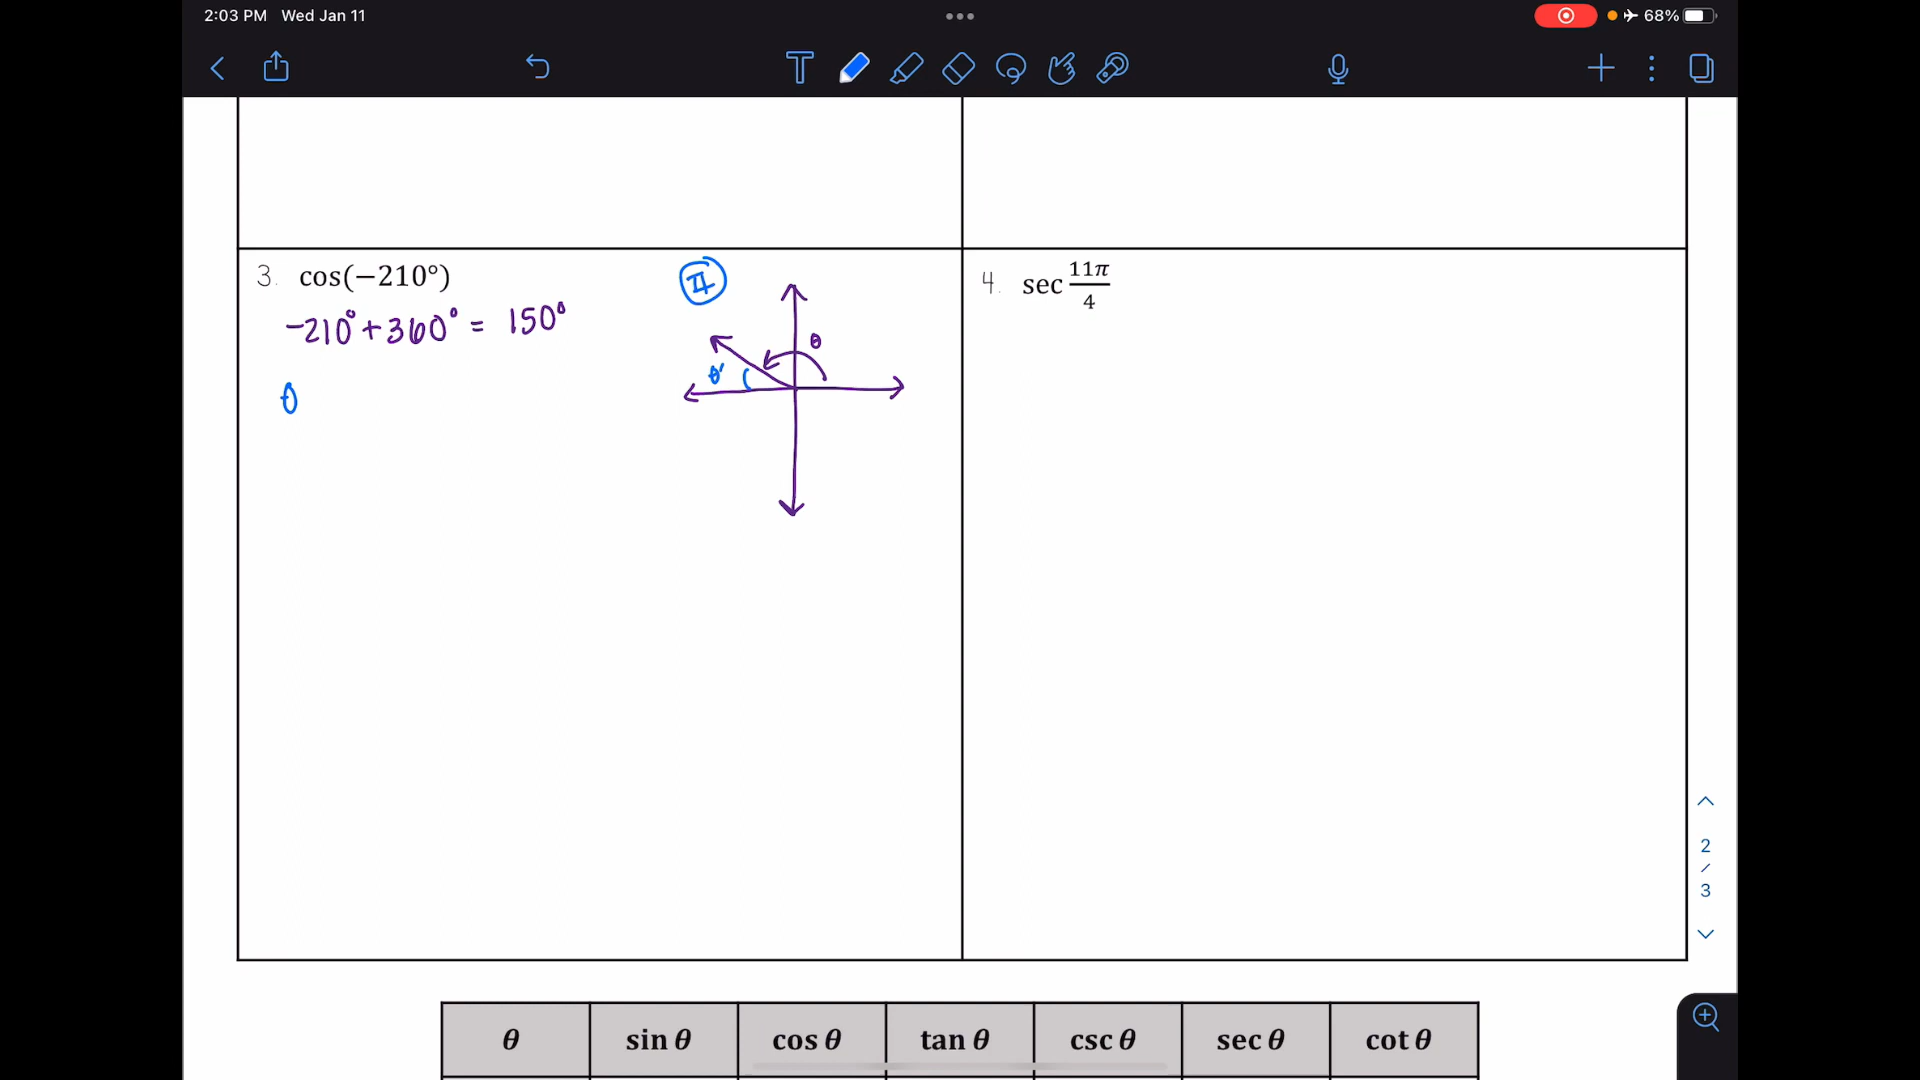 2:03 PM Wed Jan 11
68%
T
3. cos(−210°)
-210° + 360° = 150°
θ
II
θ
θ'
4. sec 11π/4
2
/
3
θ sin θ cos θ tan θ csc θ sec θ cot θ